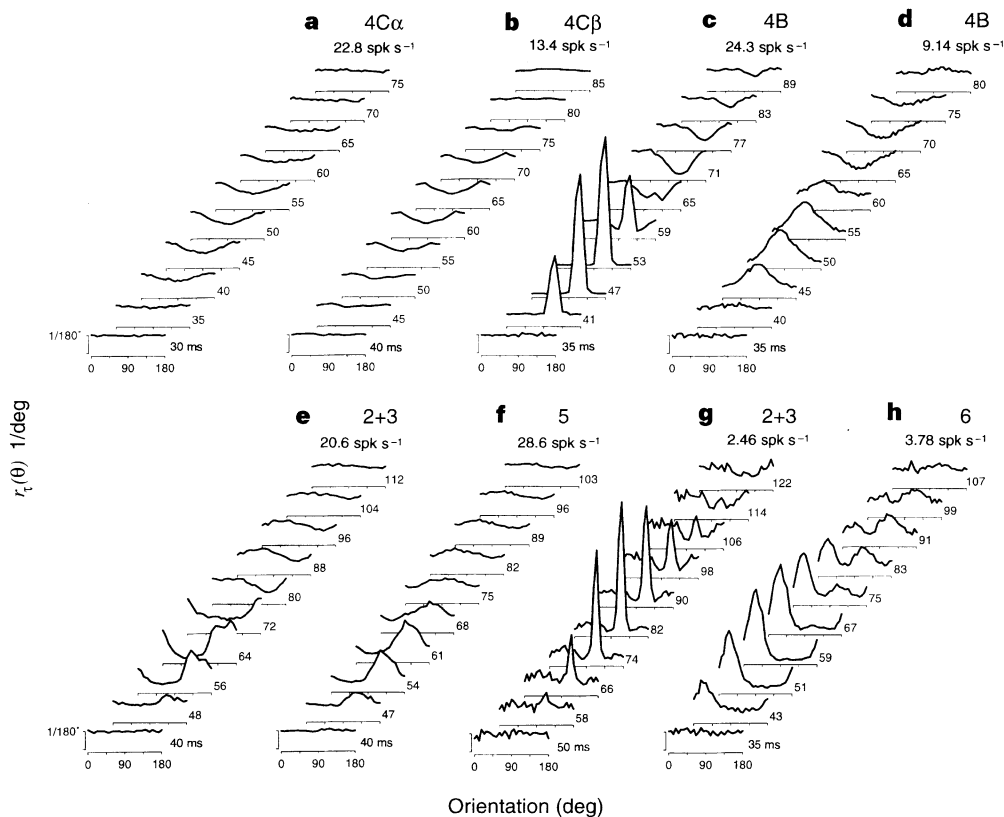 a 4Cα b 4Cβ c 4B d 4B
22.8 spk s⁻¹ 13.4 spk s⁻¹ 24.3 spk s⁻¹ 9.14 spk s⁻¹
75 85 89 80
70 80 83 75
65 75 77 70
60 70 71 65
55 65 65 60
50 60 59 55
45 55 53 50
40 50 47 45
35 45 41 40
1/180° 30 ms 40 ms 35 ms 35 ms
0 90 180 0 90 180 0 90 180 0 90 180
rτ(θ) 1/deg
e 2+3 f 5 g 2+3 h 6
20.6 spk s⁻¹ 28.6 spk s⁻¹ 2.46 spk s⁻¹ 3.78 spk s⁻¹
112 103 122 107
104 96 114 99
96 89 106 91
88 82 98 83
80 75 90 75
72 68 82 67
64 61 74 59
56 54 66 51
48 47 58 43
1/180° 40 ms 40 ms 50 ms 35 ms
0 90 180 0 90 180 0 90 180 0 90 180
Orientation (deg)